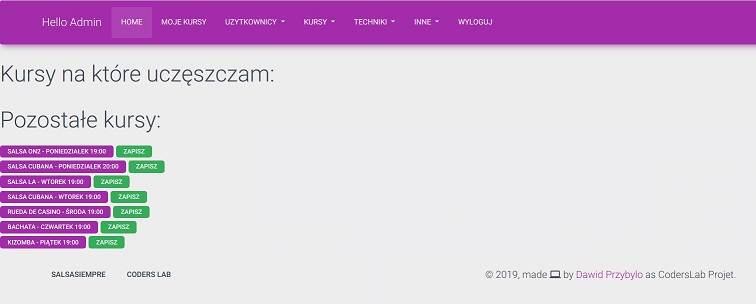 Hello Admin HOME MOJE KURSY UZYTKOWNICY KURSY TECHNIKI INNE WYLOGUJ
Kursy na które uczęszczam:
Pozostałe kursy:
SALSA ON2 - PONIEDZIAŁEK 19:00 ZAPISZ
SALSA CUBANA - PONIEDZIAŁEK 20:00 ZAPISZ
SALSA LA - WTOREK 19:00 ZAPISZ
SALSA CUBANA - WTOREK 19:00 ZAPISZ
RUEDA DE CASINO - ŚRODA 19:00 ZAPISZ
BACHATA - CZWARTEK 19:00 ZAPISZ
KIZOMBA - PIĄTEK 19:00 ZAPISZ
SALSASIEMPRE CODERS LAB © 2019, made by Dawid Przybylo as CodersLab Projet.